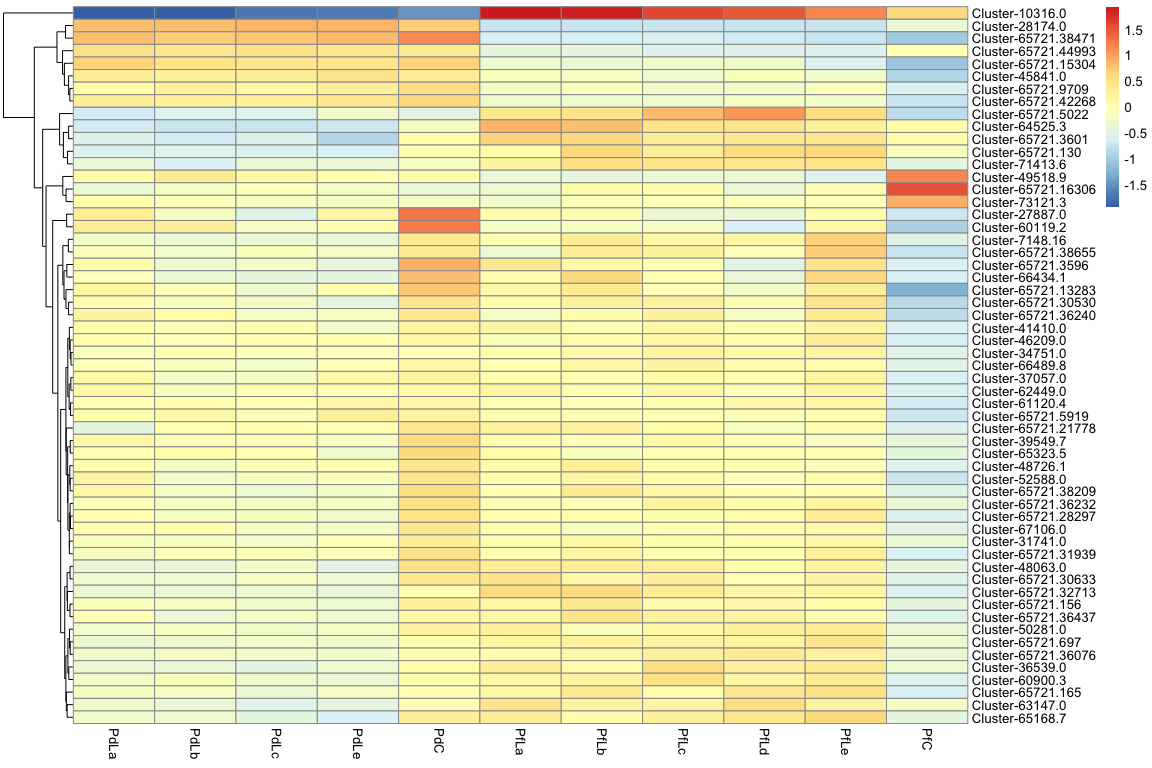 Cluster-10316.0
Cluster-28174.0
Cluster-65721.38471
Cluster-65721.44993
Cluster-65721.15304
Cluster-45841.0
Cluster-65721.9709
Cluster-65721.42268
Cluster-65721.5022
Cluster-64525.3
Cluster-65721.3601
Cluster-65721.130
Cluster-71413.6
Cluster-49518.9
Cluster-65721.16306
Cluster-73121.3
Cluster-27887.0
Cluster-60119.2
Cluster-7148.16
Cluster-65721.38655
Cluster-65721.3596
Cluster-66434.1
Cluster-65721.13283
Cluster-65721.30530
Cluster-65721.36240
Cluster-41410.0
Cluster-46209.0
Cluster-34751.0
Cluster-66489.8
Cluster-37057.0
Cluster-62449.0
Cluster-61120.4
Cluster-65721.5919
Cluster-65721.21778
Cluster-39549.7
Cluster-65323.5
Cluster-48726.1
Cluster-52588.0
Cluster-65721.38209
Cluster-65721.36232
Cluster-65721.28297
Cluster-67106.0
Cluster-31741.0
Cluster-65721.31939
Cluster-48063.0
Cluster-65721.30633
Cluster-65721.32713
Cluster-65721.156
Cluster-65721.36437
Cluster-50281.0
Cluster-65721.697
Cluster-65721.36076
Cluster-36539.0
Cluster-60900.3
Cluster-65721.165
Cluster-63147.0
Cluster-65168.7
1.5
1
0.5
0
-0.5
-1
-1.5
PdLa
PdLb
PdLc
PdLe
PdC
PfLa
PfLb
PfLc
PfLd
PfLe
PfC